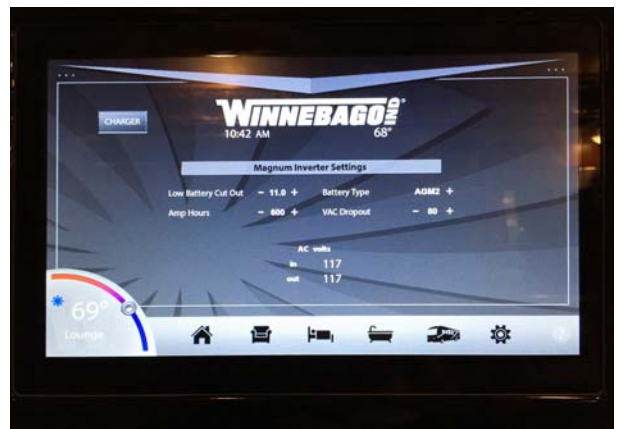 CHARGER
WINNEBAGO IND®
10:42 AM 68°
Magnum Inverter Settings
Low Battery Cut Out - 11.0 + Battery Type AGM2 +
Amp Hours - 800 + VAC Dropout - 80 +
AC volts
in 117
out 117
69°
Lounge